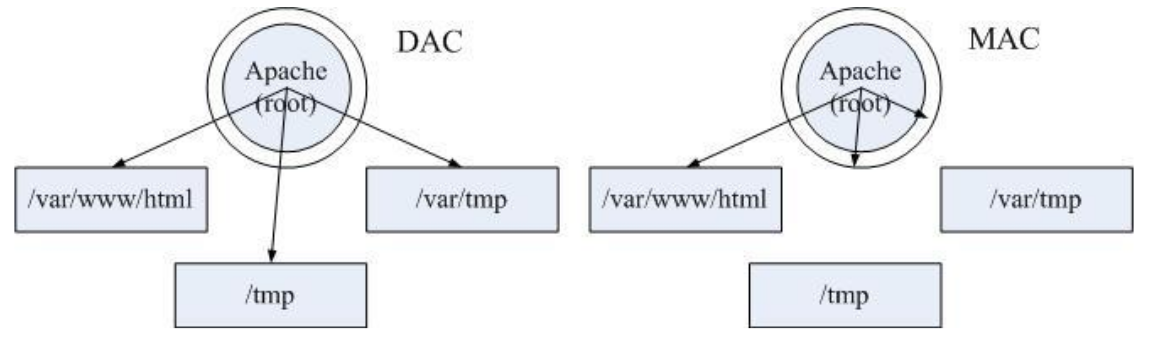 DAC
Apache
(root)
/var/www/html
/var/tmp
/tmp
MAC
Apache
(root)
/var/www/html
/var/tmp
/tmp